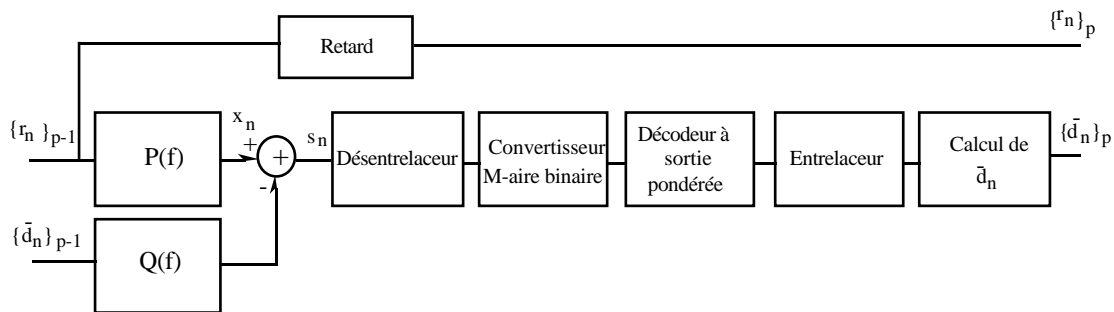 Retard
{r_n}_p
{r_n}_{p-1}
P(f)
x_n
+
+
-
s_n
Désentrelaceur
Convertisseur
M-aire binaire
Décodeur à
sortie
pondérée
Entrelaceur
Calcul de
d̄_n
{d̄_n}_p
{d̄_n}_{p-1}
Q(f)